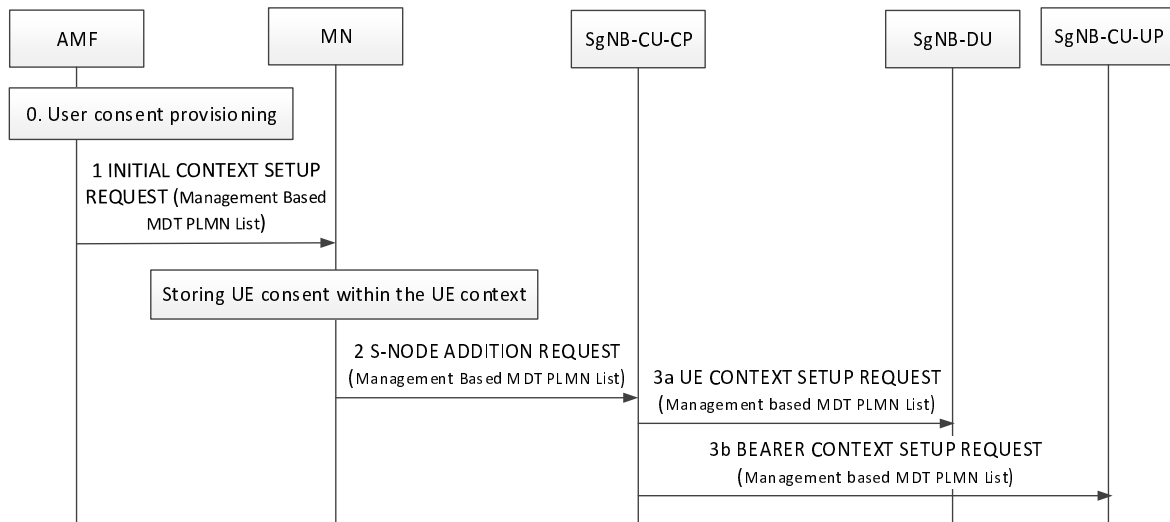 AMF
MN
SgNB-CU-CP
SgNB-DU
SgNB-CU-UP
0. User consent provisioning
1 INITIAL CONTEXT SETUP
REQUEST (Management Based
MDT PLMN List)
Storing UE consent within the UE context
2 S-NODE ADDITION REQUEST
(Management Based MDT PLMN List)
3a UE CONTEXT SETUP REQUEST
(Management based MDT PLMN List)
3b BEARER CONTEXT SETUP REQUEST
(Management based MDT PLMN List)